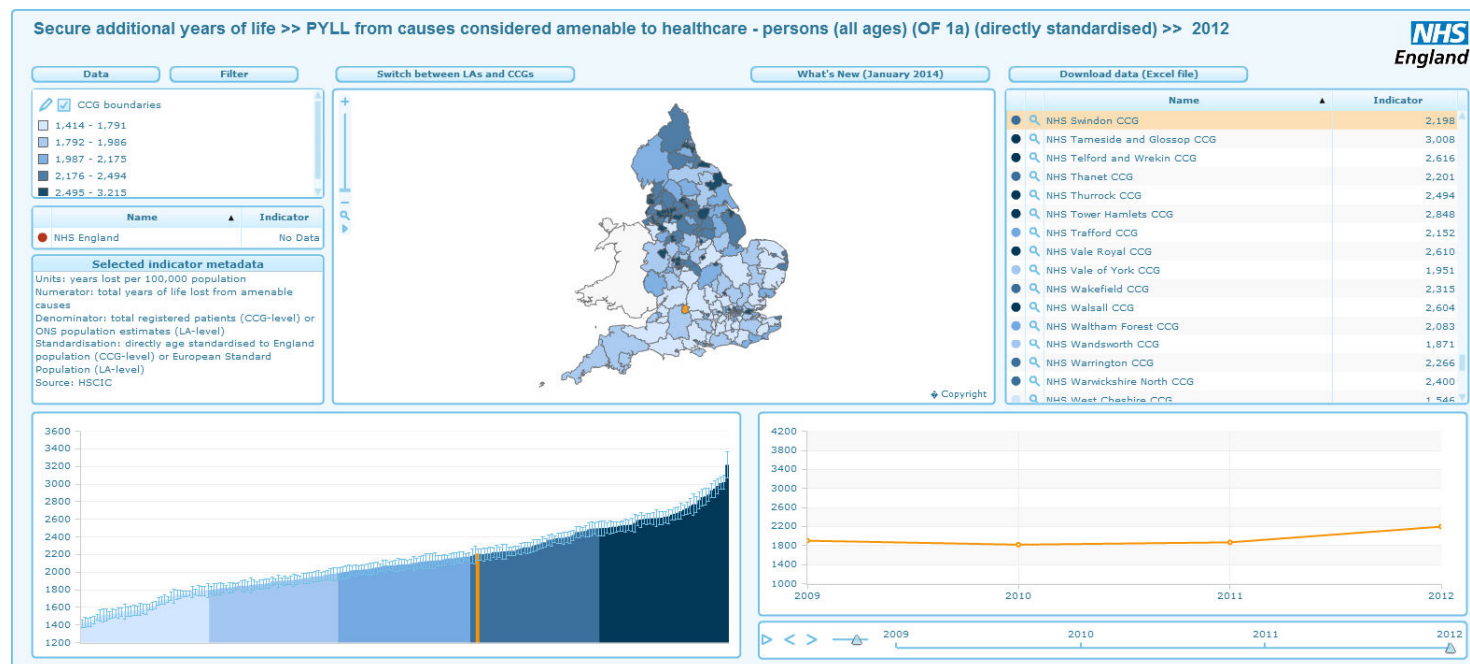 Secure additional years of life >> PYLL from causes considered amenable to healthcare - persons (all ages) (OF 1a) (directly standardised) >> 2012
NHS
England
Data
Filter
Switch between LAs and CCGs
What's New (January 2014)
Download data (Excel file)
CCG boundaries
1,414 - 1,791
1,792 - 1,986
1,987 - 2,175
2,176 - 2,494
2,495 - 3,215
Name ▲ Indicator
NHS England No Data
Selected indicator metadata
Units: years lost per 100,000 population
Numerator: total years of life lost from amenable
causes
Denominator: total registered patients (CCG-level) or
ONS population estimates (LA-level)
Standardisation: directly age standardised to England
population (CCG-level) or European Standard
Population (LA-level)
Source: HSCIC
Copyright
Name ▲ Indicator
NHS Swindon CCG 2,198
NHS Tameside and Glossop CCG 3,008
NHS Telford and Wrekin CCG 2,616
NHS Thanet CCG 2,201
NHS Thurrock CCG 2,494
NHS Tower Hamlets CCG 2,848
NHS Trafford CCG 2,152
NHS Vale Royal CCG 2,610
NHS Vale of York CCG 1,951
NHS Wakefield CCG 2,315
NHS Walsall CCG 2,604
NHS Waltham Forest CCG 2,083
NHS Wandsworth CCG 1,871
NHS Warrington CCG 2,266
NHS Warwickshire North CCG 2,400
NHS West Cheshire CCG 1,546
3600
3400
3200
3000
2800
2600
2400
2200
2000
1800
1600
1400
1200
4200
3800
3400
3000
2600
2200
1800
1400
1000
2009 2010 2011 2012
2009 2010 2011 2012